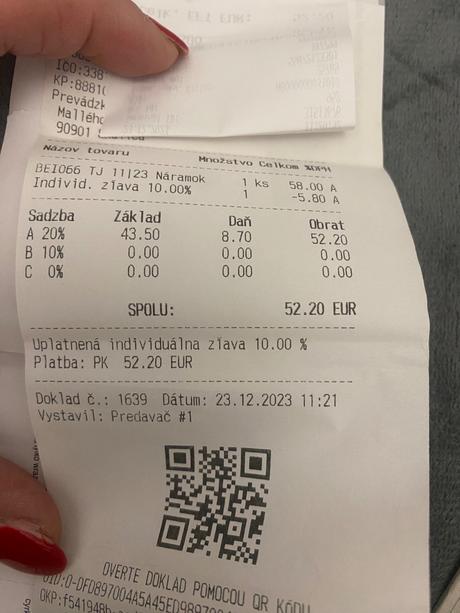 IČO:338
KP:8881
Prevádzk
Malléh
90901
Názov tovaru Množstvo Celkom %DPH
BEI066 TJ 11|23 Náramok 1 ks 58.00 A
Individ. zľava 10.00% 1 -5.80 A
Sadzba Základ Daň Obrat
A 20% 43.50 8.70 52.20
B 10% 0.00 0.00 0.00
C 0% 0.00 0.00 0.00
SPOLU: 52.20 EUR
Uplatnená individuálna zľava 10.00 %
Platba: PK 52.20 EUR
Doklad č.: 1639 Dátum: 23.12.2023 11:21
Vystavil: Predavač #1
OVERTE DOKLAD POMOCOU QR KÓDU